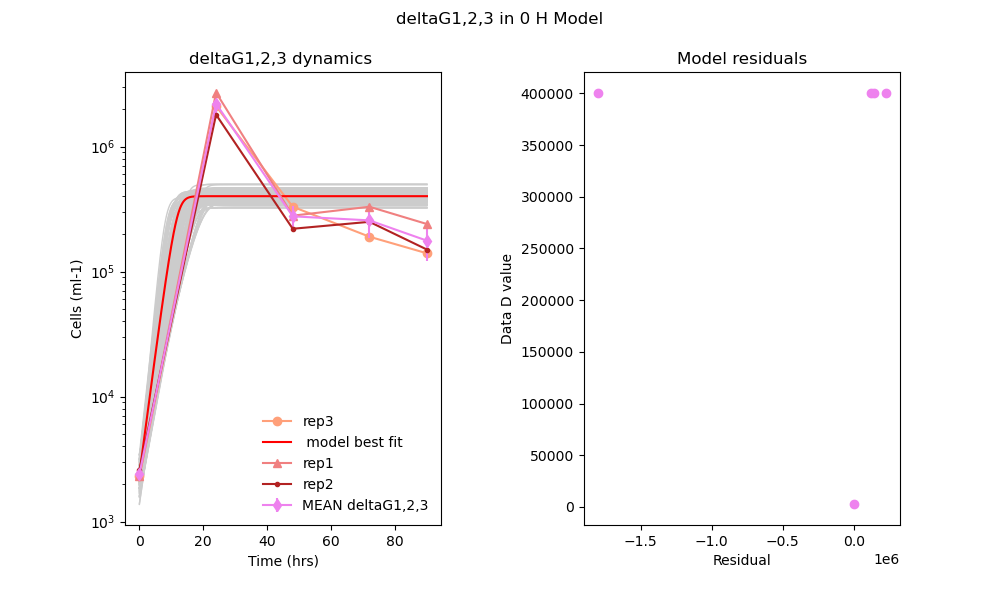 deltaG1,2,3 in 0 H Model
deltaG1,2,3 dynamics
Cells (ml-1)
10^6
10^5
10^4
10^3
0 20 40 60 80
Time (hrs)
rep3
model best fit
rep1
rep2
MEAN deltaG1,2,3
Model residuals
Data D value
400000
350000
300000
250000
200000
150000
100000
50000
0
−1.5 −1.0 −0.5 0.0
1e6
Residual